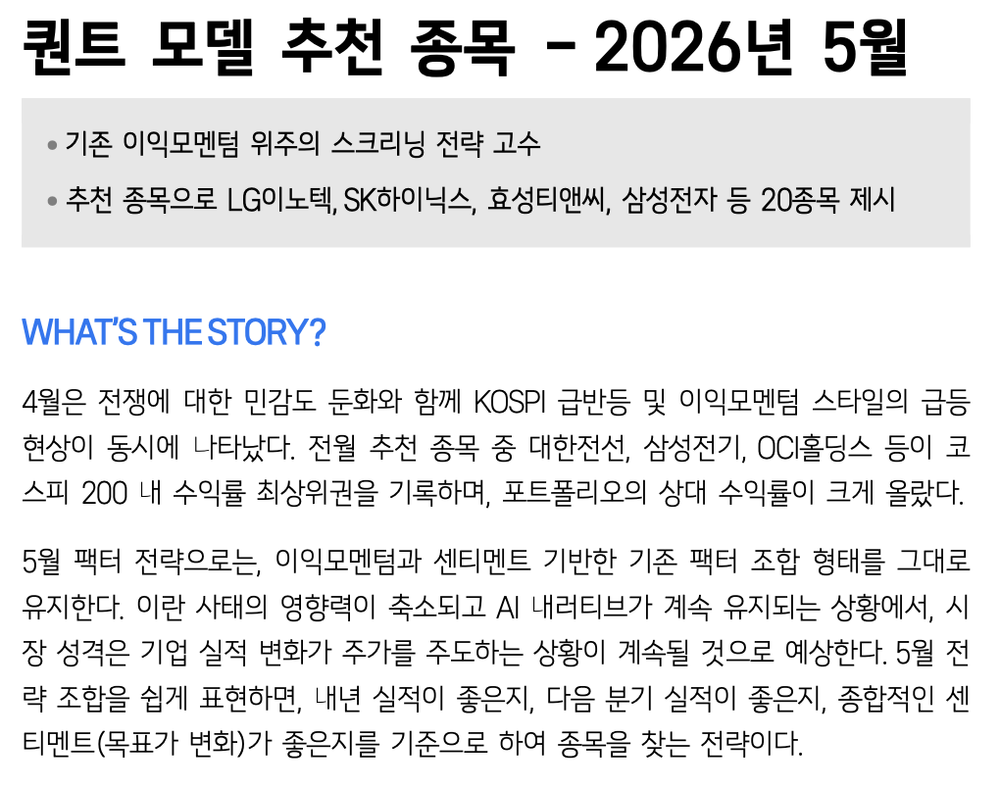 퀀트 모델 추천 종목 – 2026년 5월
• 기존 이익모멘텀 위주의 스크리닝 전략 고수
• 추천 종목으로 LG이노텍, SK하이닉스, 효성티앤씨, 삼성전자 등 20종목 제시
WHAT'S THE STORY?
4월은 전쟁에 대한 민감도 둔화와 함께 KOSPI 급반등 및 이익모멘텀 스타일의 급등
현상이 동시에 나타났다. 전월 추천 종목 중 대한전선, 삼성전기, OCI홀딩스 등이 코
스피 200 내 수익률 최상위권을 기록하며, 포트폴리오의 상대 수익률이 크게 올랐다.
5월 팩터 전략으로는, 이익모멘텀과 센티멘트 기반한 기존 팩터 조합 형태를 그대로
유지한다. 이란 사태의 영향력이 축소되고 AI 내러티브가 계속 유지되는 상황에서, 시
장 성격은 기업 실적 변화가 주가를 주도하는 상황이 계속될 것으로 예상한다. 5월 전
략 조합을 쉽게 표현하면, 내년 실적이 좋은지, 다음 분기 실적이 좋은지, 종합적인 센
티멘트(목표가 변화)가 좋은지를 기준으로 하여 종목을 찾는 전략이다.